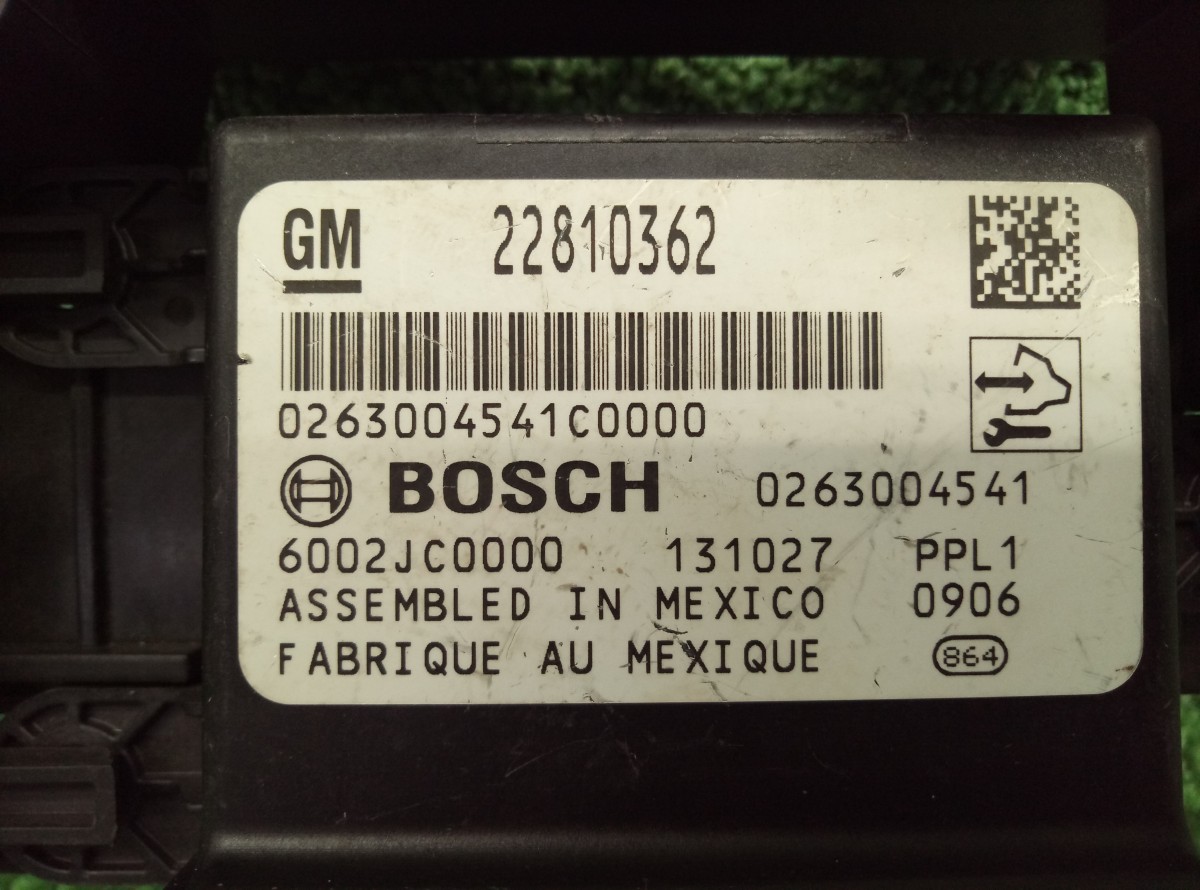 GM 22810362
0263004541C0000
BOSCH 0263004541
6002JC0000 131027 PPL1
ASSEMBLED IN MEXICO 0906
FABRIQUE AU MEXIQUE 864